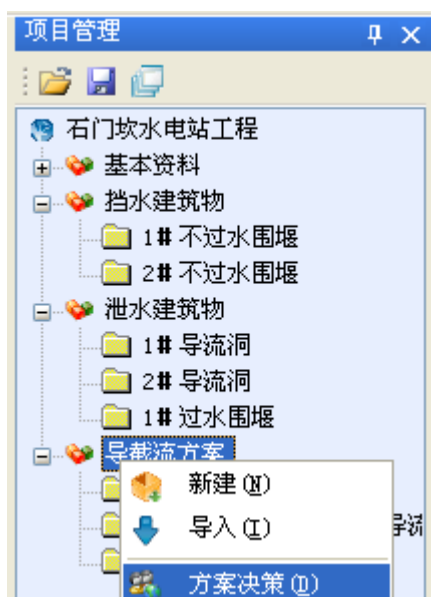 项目管理
石门坎水电站工程
基本资料
挡水建筑物
1# 不过水围堰
2# 不过水围堰
泄水建筑物
1# 导流洞
2# 导流洞
1# 过水围堰
导截流方案
新建(N)
导入(I)
导流
方案决策(D)